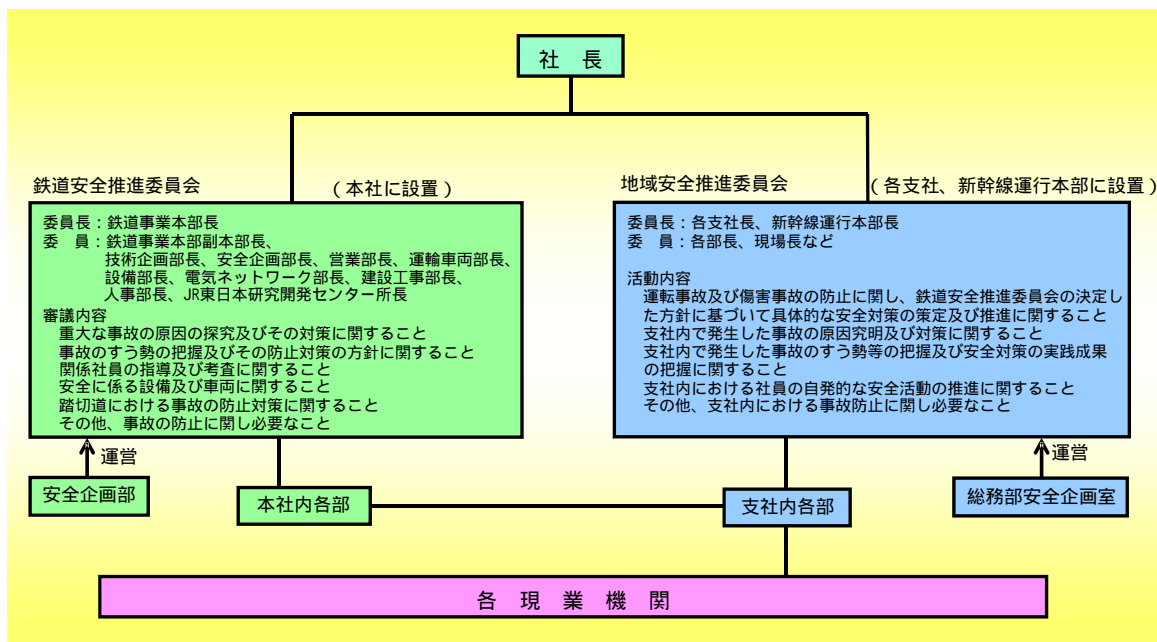 社 長
鉄道安全推進委員会 （本社に設置）
委員長：鉄道事業本部長
委 員：鉄道事業本部副本部長、
技術企画部長、安全企画部長、営業部長、運輸車両部長、
設備部長、電気ネットワーク部長、建設工事部長、
人事部長、JR東日本研究開発センター所長
審議内容
重大な事故の原因の探究及びその対策に関すること
事故のすう勢の把握及びその防止対策の方針に関すること
関係社員の指導及び考査に関すること
安全に係る設備及び車両に関すること
踏切道における事故の防止対策に関すること
その他、事故の防止に関し必要なこと
運営
安全企画部
本社内各部
地域安全推進委員会 （各支社、新幹線運行本部に設置）
委員長：各支社長、新幹線運行本部長
委 員：各部長、現場長など
活動内容
運転事故及び傷害事故の防止に関し、鉄道安全推進委員会の決定し
た方針に基づいて具体的な安全対策の策定及び推進に関すること
支社内で発生した事故の原因究明及び対策に関すること
支社内で発生した事故のすう勢等の把握及び安全対策の実践成果
の把握に関すること
支社内における社員の自発的な安全活動の推進に関すること
その他、支社内における事故防止に関し必要なこと
運営
支社内各部
総務部安全企画室
各 現 業 機 関